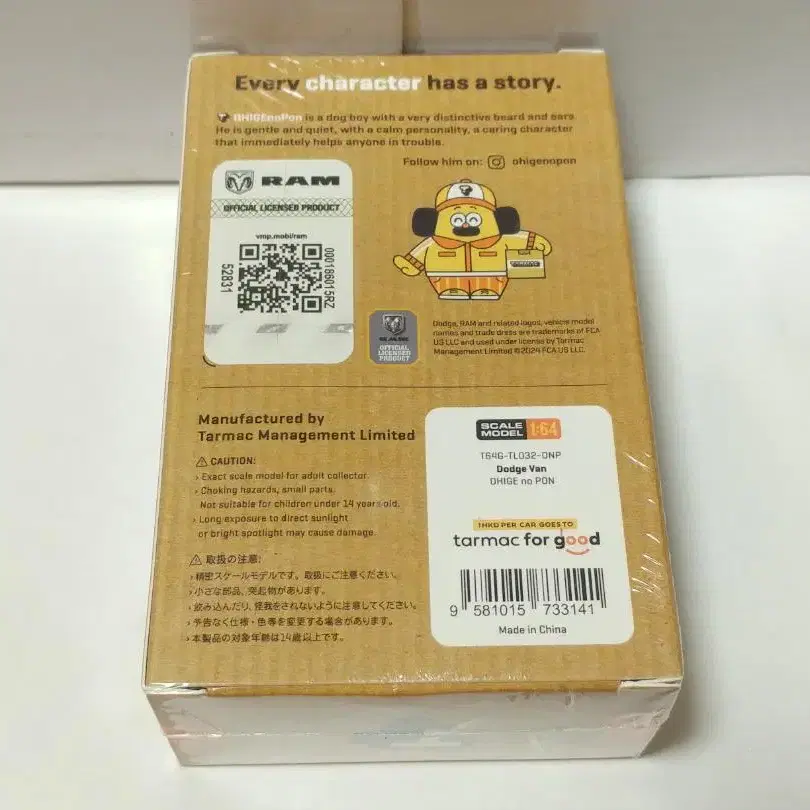 Every character has a story.
OHIGEnoPon is a dog boy with a very distinctive beard and ears.
He is gentle and quiet, with a calm personality, a caring character
that immediately helps anyone in trouble.
Follow him on: ohigenopon
RAM
OFFICIAL LICENSED PRODUCT
vmp.mobi/ram
52831
0001866015RZ
OFFICIAL
LICENSED
PRODUCT
Dodge, RAM and related logos, vehicle model
names and trade dress are trademarks of FCA
US LLC and used under license by Tarmac
Management Limited ©2024 FCA US LLC.
Manufactured by
Tarmac Management Limited
CAUTION:
› Exact scale model for adult collector.
› Choking hazards, small parts.
Not suitable for children under 14 years old.
› Long exposure to direct sunlight
or bright spotlight may cause damage.
取扱の注意:
› 精密スケールモデルです。取扱にご注意ください。
› 小さな部品、突起物があります。
› 飲み込んだり、怪我をされないように注意してください。
› 予告なく仕様・色等を変更する場合があります。
› 本製品の対象年齢は14歳以上です。
SCALE MODEL 1:64
T64G-TL032-ONP
Dodge Van
OHIGE no PON
1HKD PER CAR GOES TO
tarmac for good
9 581015 733141
Made in China